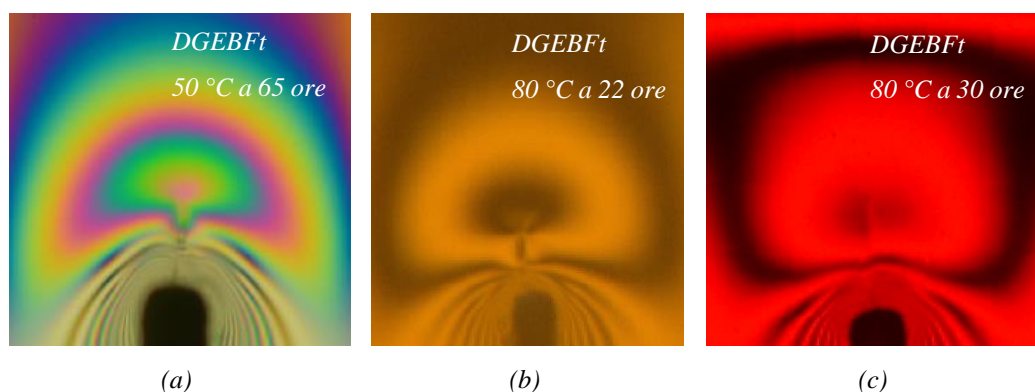 DGEBFt
50 °C a 65 ore
DGEBFt
80 °C a 22 ore
DGEBFt
80 °C a 30 ore
(a)
(b)
(c)